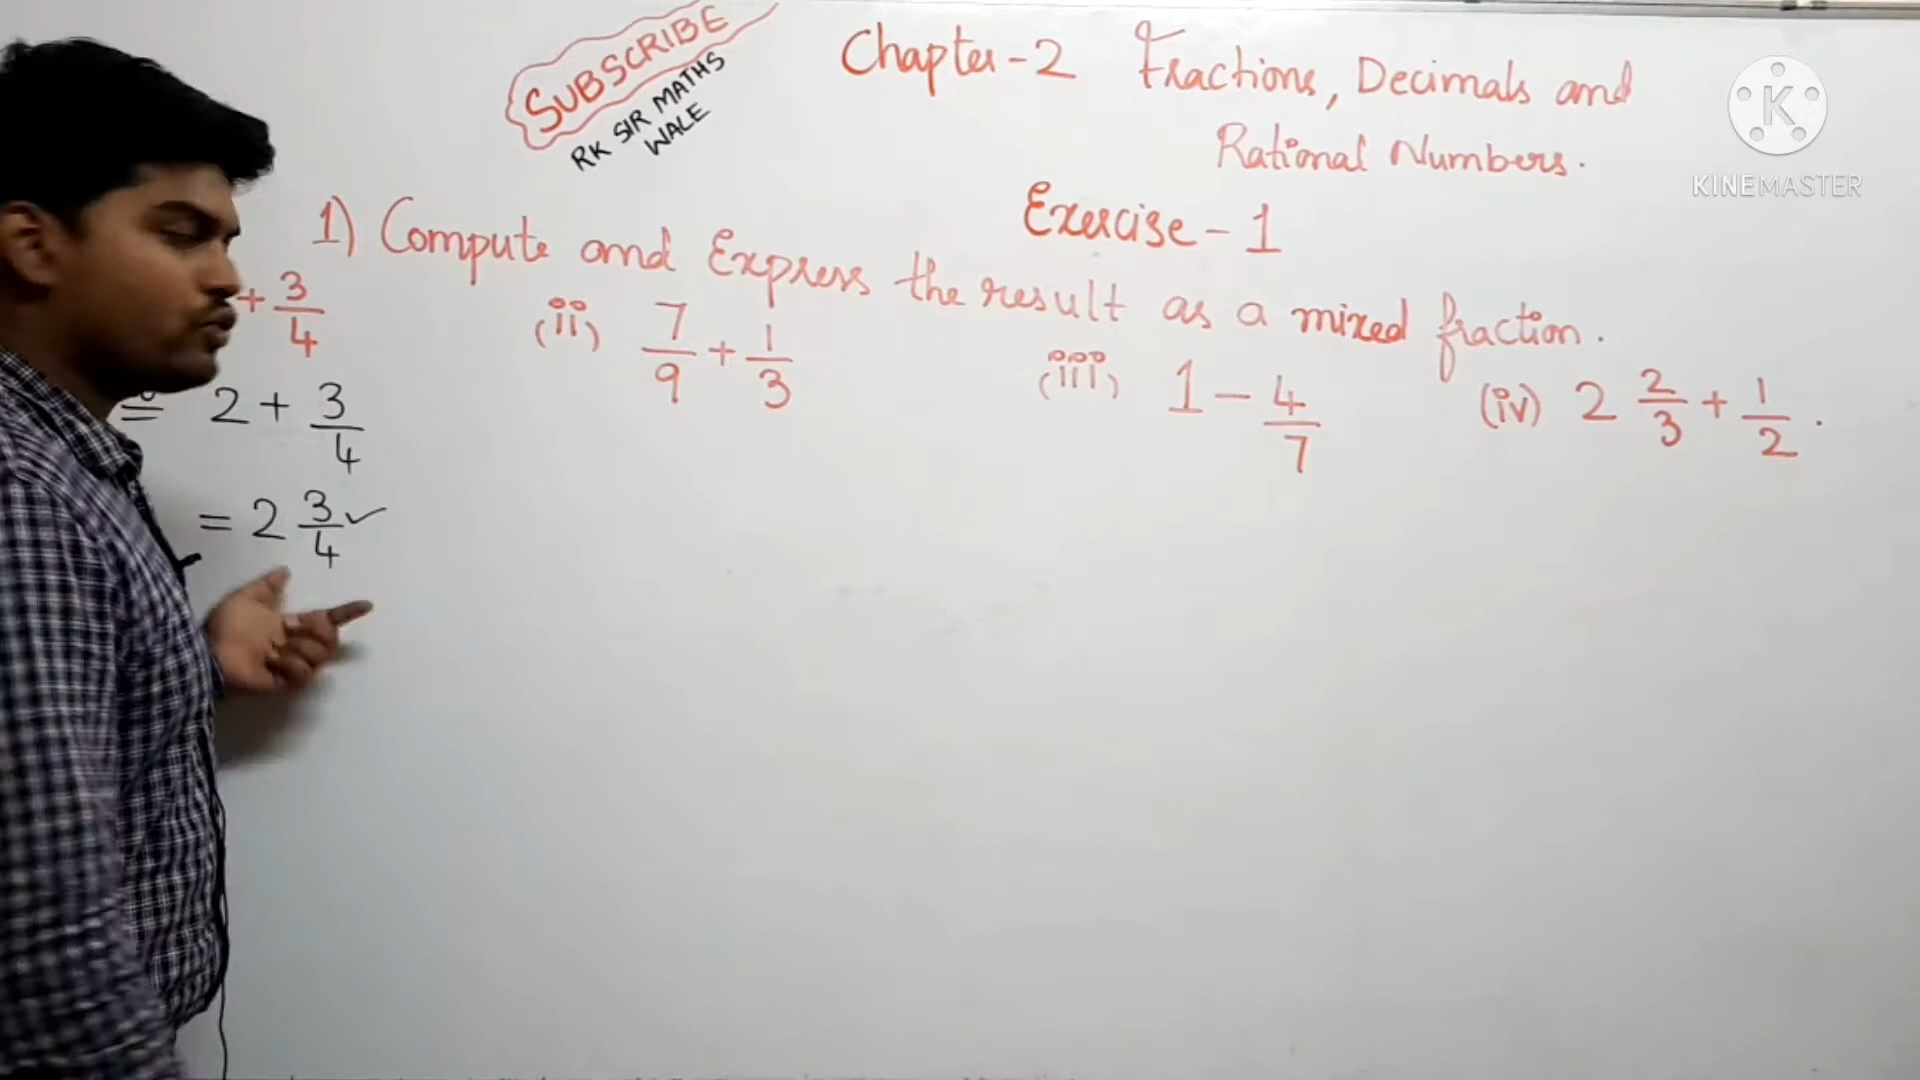 SUBSCRIBE
RK SIR MATHS
WALE
Chapter-2 Fractions, Decimals and
Rational Numbers.
K
KINEMASTER
Exercise-1
1) Compute and Express the result as a mixed fraction.
+ 3/4
(ii) 7/9 + 1/3
(iii) 1 - 4/7
(iv) 2 2/3 + 1/2.
2 + 3/4
= 2 3/4 ✓